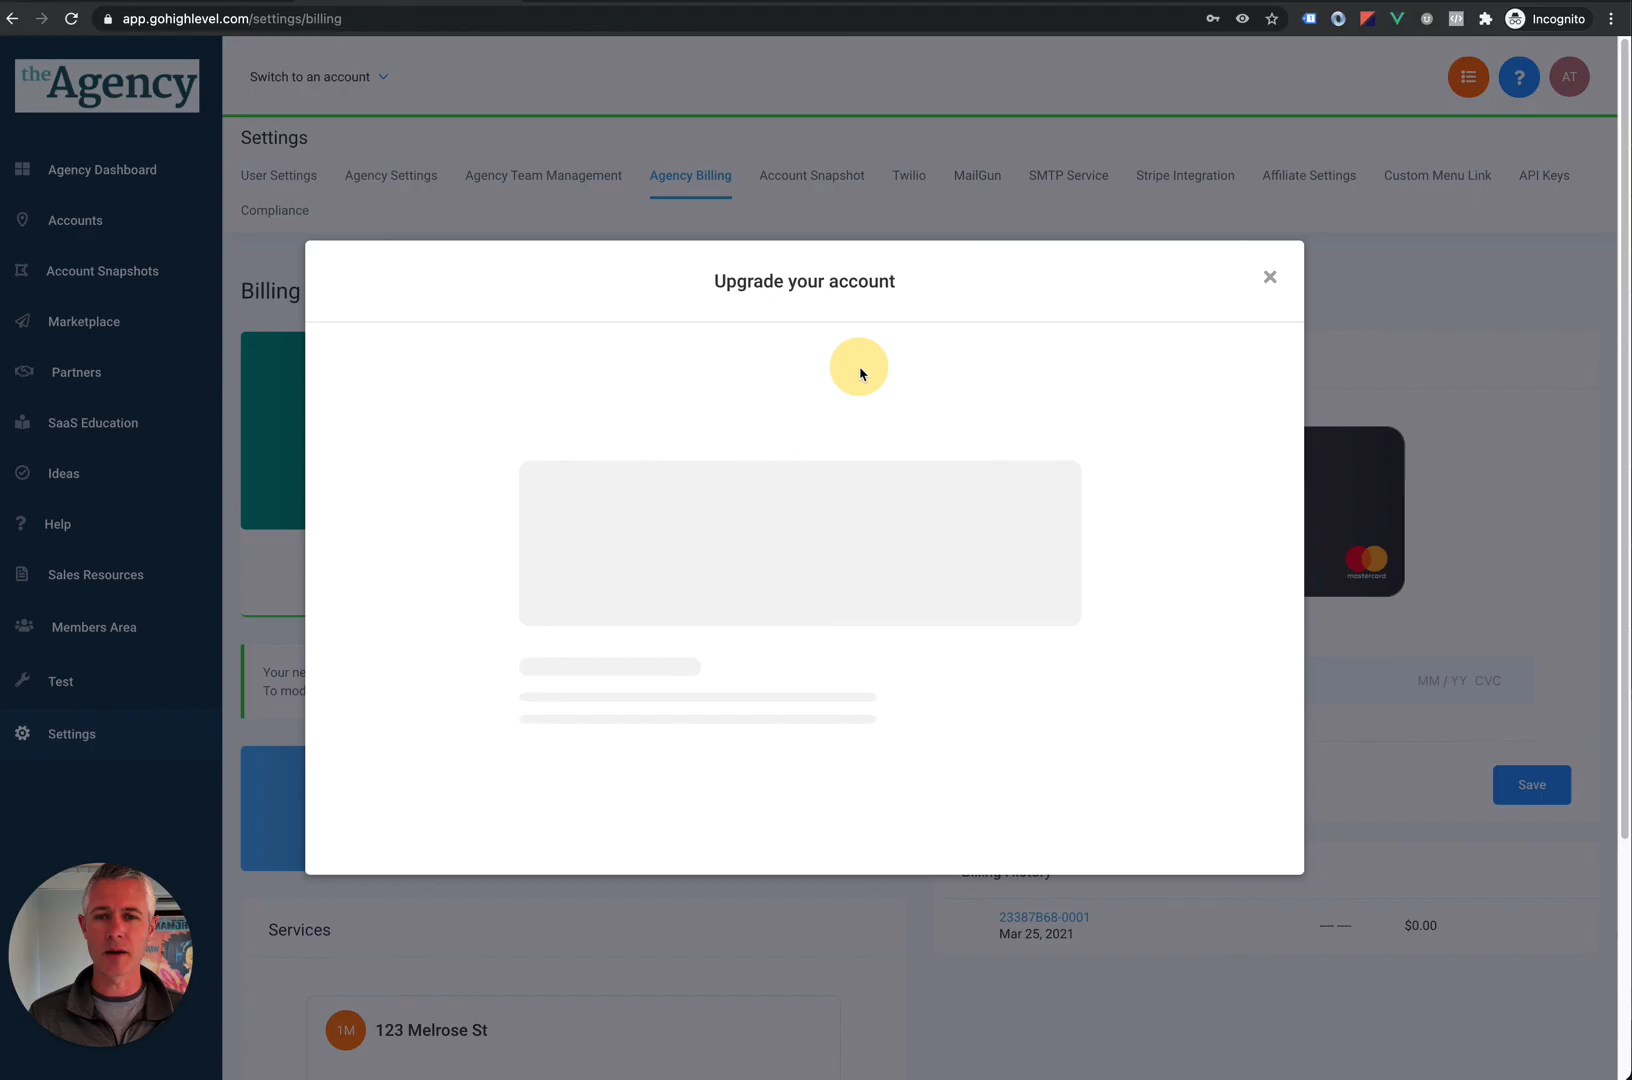 app.gohighlevel.com/settings/billing
Incognito
the Agency
Switch to an account
?
AT
Settings
User Settings
Agency Settings
Agency Team Management
Agency Billing
Account Snapshot
Twilio
MailGun
SMTP Service
Stripe Integration
Affiliate Settings
Custom Menu Link
API Keys
Compliance
Agency Dashboard
Accounts
Account Snapshots
Marketplace
Partners
SaaS Education
Ideas
Help
Sales Resources
Members Area
Test
Settings
Billing
Upgrade your account
mastercard
Your ne
To mod
MM / YY CVC
Save
Billing History
23387B68-0001
Mar 25, 2021
$0.00
Services
1M
123 Melrose St